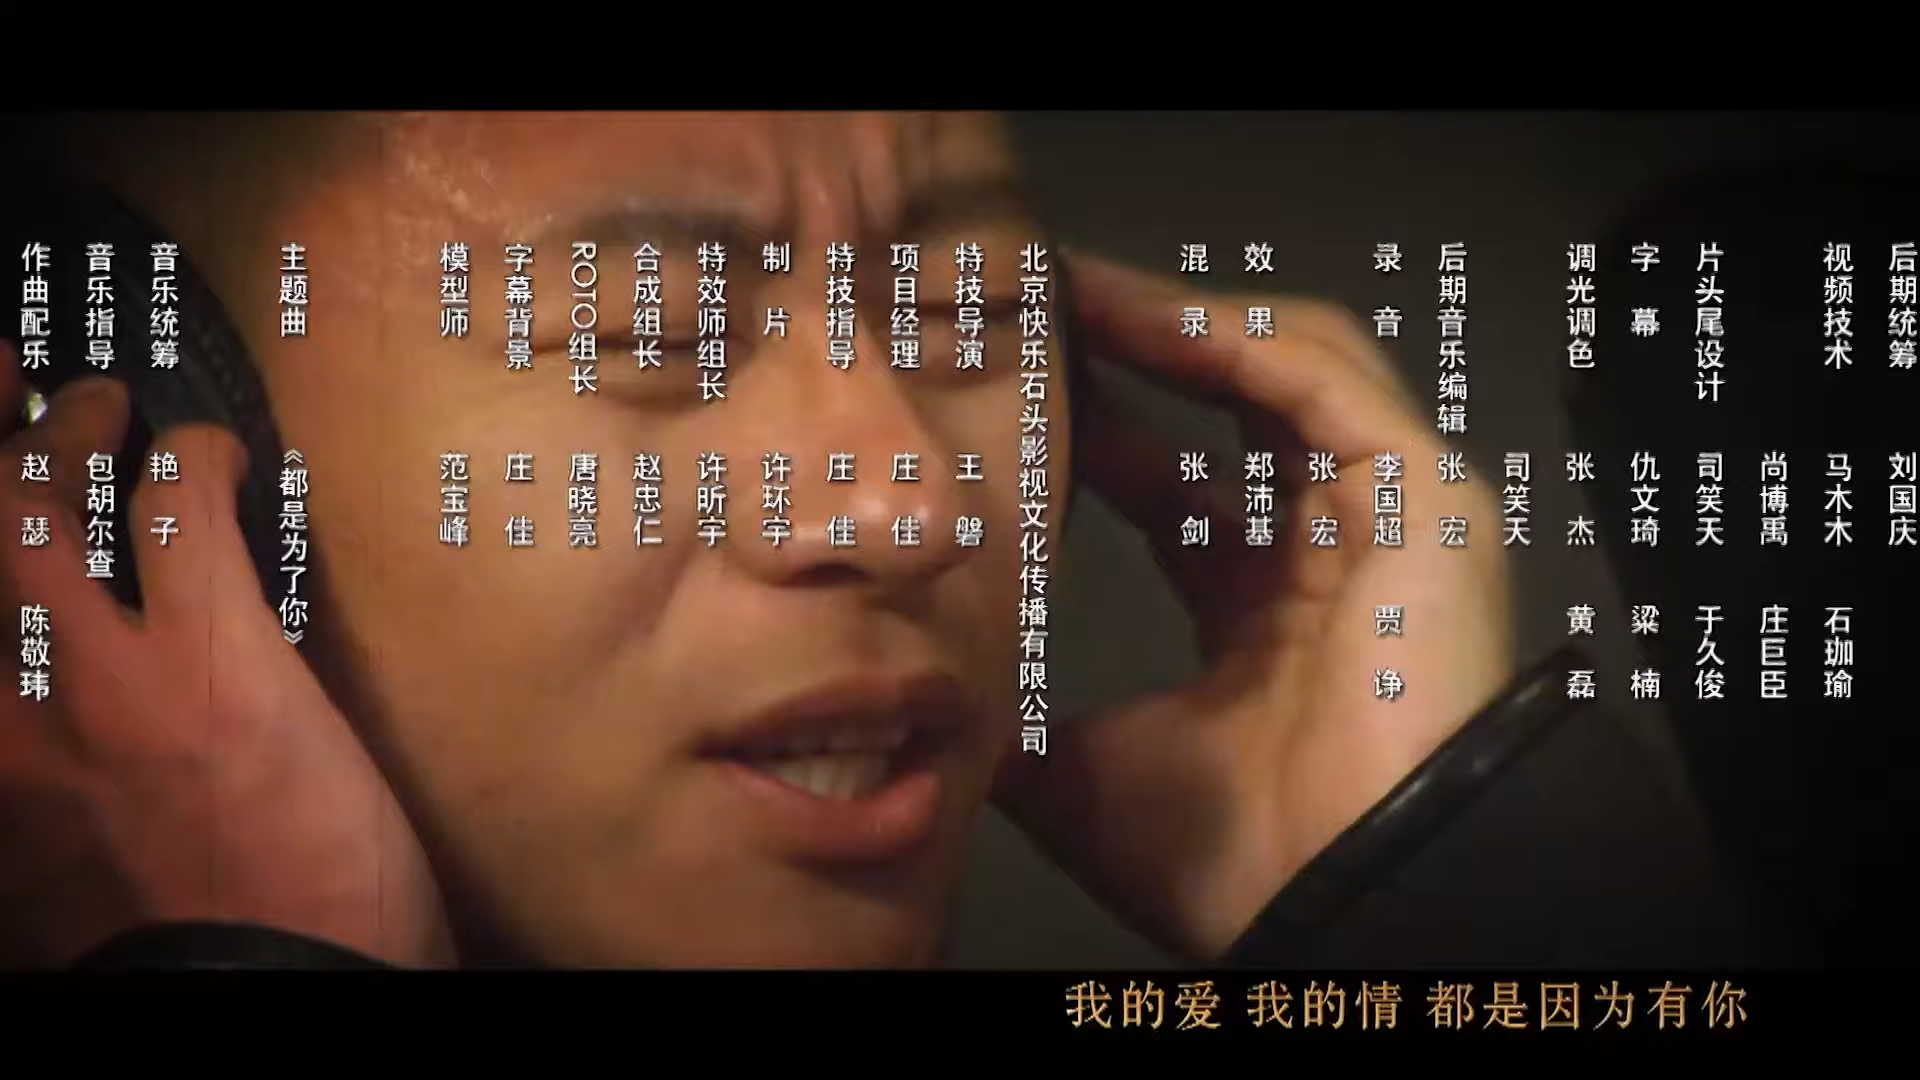 后期统筹 刘国庆
视频技术 马木木 石珈瑜
尚博禹 庄巨臣
片头尾设计 司笑天 于久俊
字幕 仇文琦 粱楠
调光调色 张杰 黄磊
司笑天
后期音乐编辑 张宏
录音 李国超 贾诤
张宏
效果 郑沛基
混录 张剑
北京快乐石头影视文化传播有限公司
特技导演 王磐
项目经理 庄佳
特技指导 庄佳
制片 许环宇
特效师组长 许昕宇
合成组长 赵忠仁
ROTO组长 唐晓亮
字幕背景 庄佳
模型师 范宝峰
主题曲 《都是为了你》
音乐统筹 艳子
音乐指导 包胡尔查
作曲配乐 赵瑟 陈敬玮
我的爱 我的情 都是因为有你